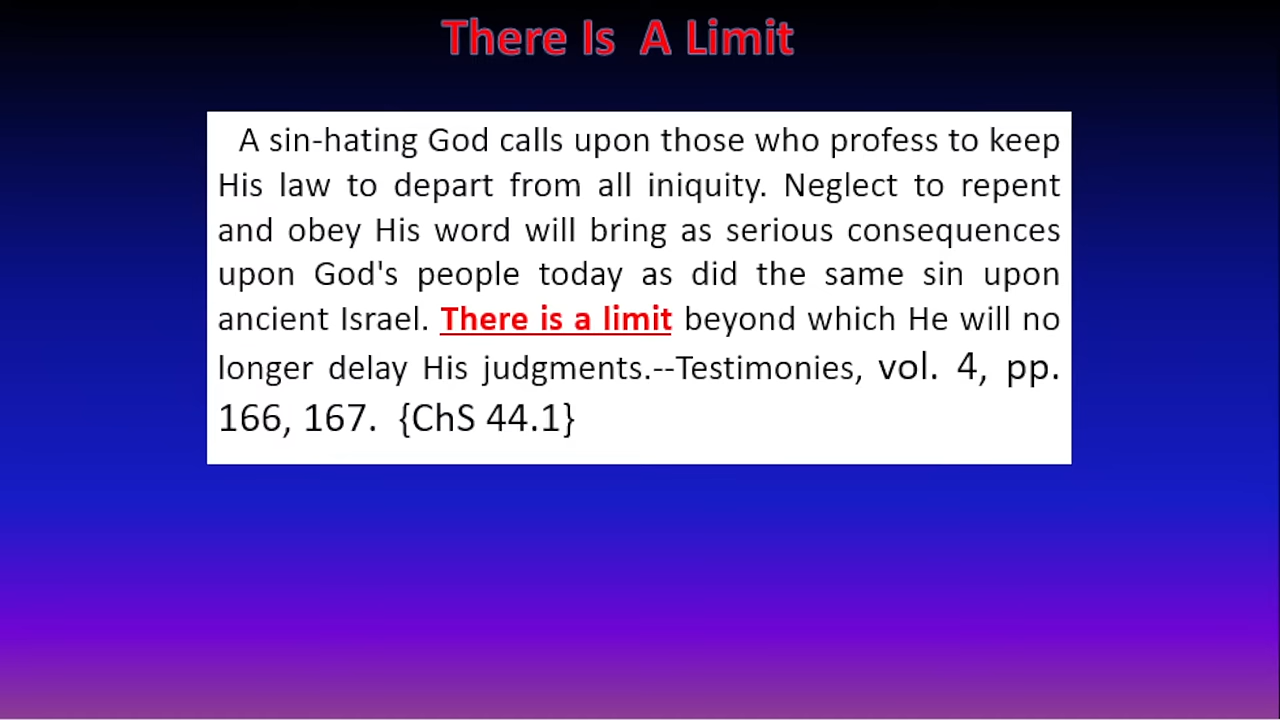 There Is  A Limit
A sin-hating God calls upon those who profess to keep
His law to depart from all iniquity. Neglect to repent
and obey His word will bring as serious consequences
upon God's people today as did the same sin upon
ancient Israel. There is a limit beyond which He will no
longer delay His judgments.--Testimonies, vol. 4, pp.
166, 167.  {ChS 44.1}